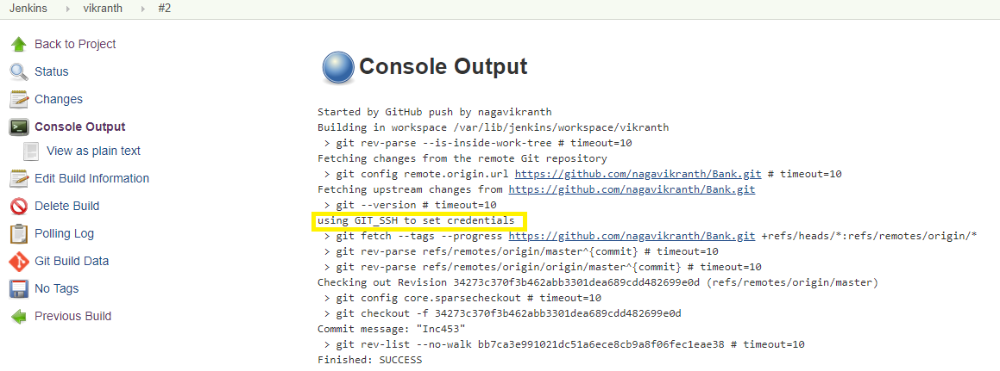 Jenkins vikranth #2
Back to Project
Status
Changes
Console Output
View as plain text
Edit Build Information
Delete Build
Polling Log
Git Build Data
No Tags
Previous Build
Console Output
Started by GitHub push by nagavikranth
Building in workspace /var/lib/jenkins/workspace/vikranth
> git rev-parse --is-inside-work-tree # timeout=10
Fetching changes from the remote Git repository
> git config remote.origin.url https://github.com/nagavikranth/Bank.git # timeout=10
Fetching upstream changes from https://github.com/nagavikranth/Bank.git
> git --version # timeout=10
using GIT_SSH to set credentials
> git fetch --tags --progress https://github.com/nagavikranth/Bank.git +refs/heads/*:refs/remotes/origin/*
> git rev-parse refs/remotes/origin/master^{commit} # timeout=10
> git rev-parse refs/remotes/origin/origin/master^{commit} # timeout=10
Checking out Revision 34273c370f3b462abb3301dea689cdd482699e0d (refs/remotes/origin/master)
> git config core.sparsecheckout # timeout=10
> git checkout -f 34273c370f3b462abb3301dea689cdd482699e0d
Commit message: "Inc453"
> git rev-list --no-walk bb7ca3e991021dc51a6ece8cb9a8f06fec1eae38 # timeout=10
Finished: SUCCESS